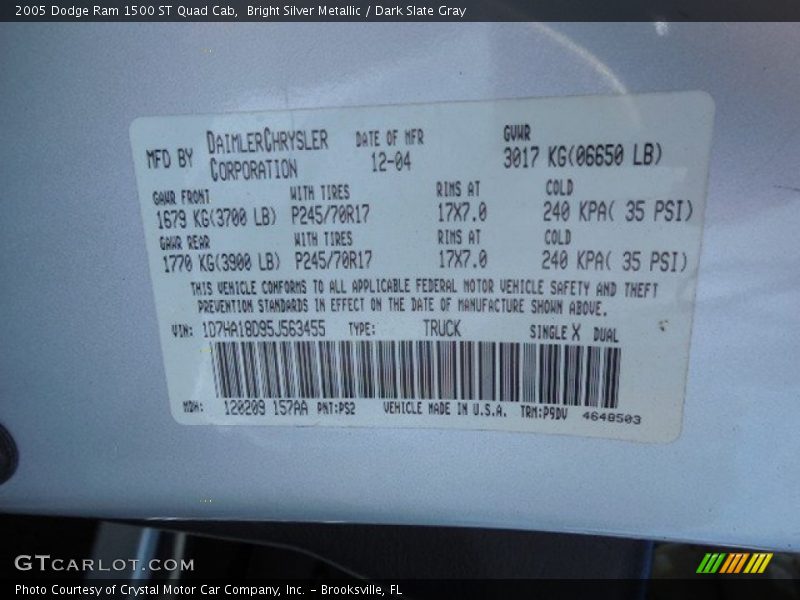 2005 Dodge Ram 1500 ST Quad Cab,  Bright Silver Metallic / Dark Slate Gray
MFD BY DAIMLERCHRYSLER CORPORATION DATE OF MFR 12-04 GVWR 3017 KG(06650 LB)
GAWR FRONT WITH TIRES RIMS AT COLD
1679 KG(3700 LB) P245/70R17 17X7.0 240 KPA( 35 PSI)
GAWR REAR WITH TIRES RIMS AT COLD
1770 KG(3900 LB) P245/70R17 17X7.0 240 KPA( 35 PSI)
THIS VEHICLE CONFORMS TO ALL APPLICABLE FEDERAL MOTOR VEHICLE SAFETY AND THEFT
PREVENTION STANDARDS IN EFFECT ON THE DATE OF MANUFACTURE SHOWN ABOVE.
VIN: 1D7HA18D95J563455 TYPE: TRUCK SINGLE X DUAL
MDH: 120209 157AA PNT:PS2 VEHICLE MADE IN U.S.A. TRM:P9DV 4648503
GTCARLOT.COM
Photo Courtesy of Crystal Motor Car Company, Inc. – Brooksville, FL